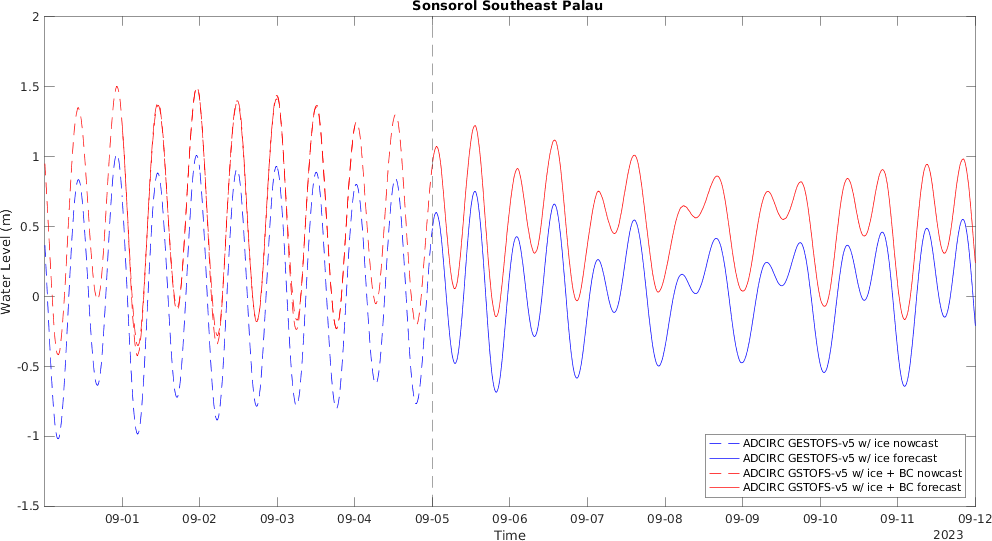 Sonsorol Southeast Palau
2
1.5
1
0.5
0
-0.5
-1
-1.5
Water Level (m)
ADCIRC GESTOFS-v5 w/ ice nowcast
ADCIRC GESTOFS-v5 w/ ice forecast
ADCIRC GSTOFS-v5 w/ ice + BC nowcast
ADCIRC GSTOFS-v5 w/ ice + BC forecast
09-01 09-02 09-03 09-04 09-05 09-06 09-07 09-08 09-09 09-10 09-11 09-12
Time
2023